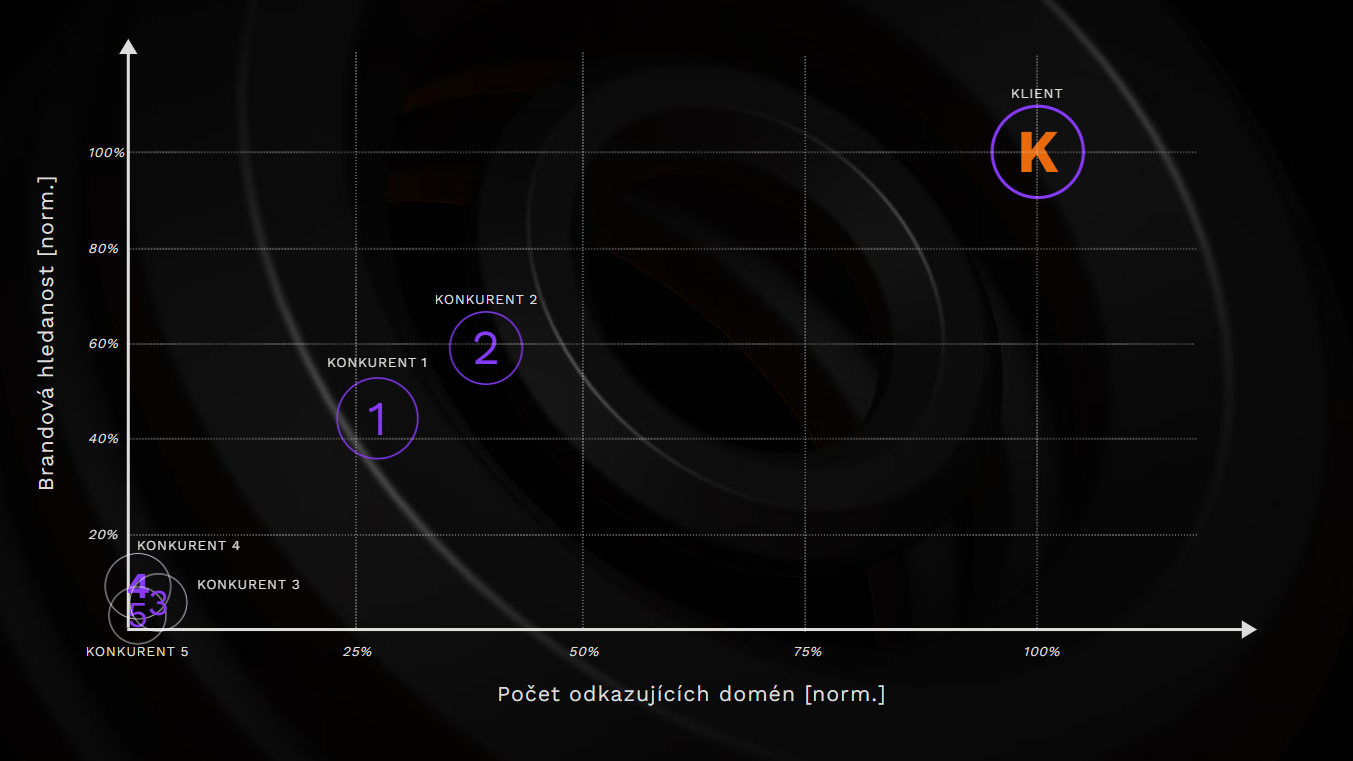 KLIENT
K
100%
80%
KONKURENT 2
2
60%
KONKURENT 1
1
40%
20%
KONKURENT 4
4
KONKURENT 3
3
5
KONKURENT 5
25%
50%
75%
100%
Brandová hledanost [norm.]
Počet odkazujících domén [norm.]